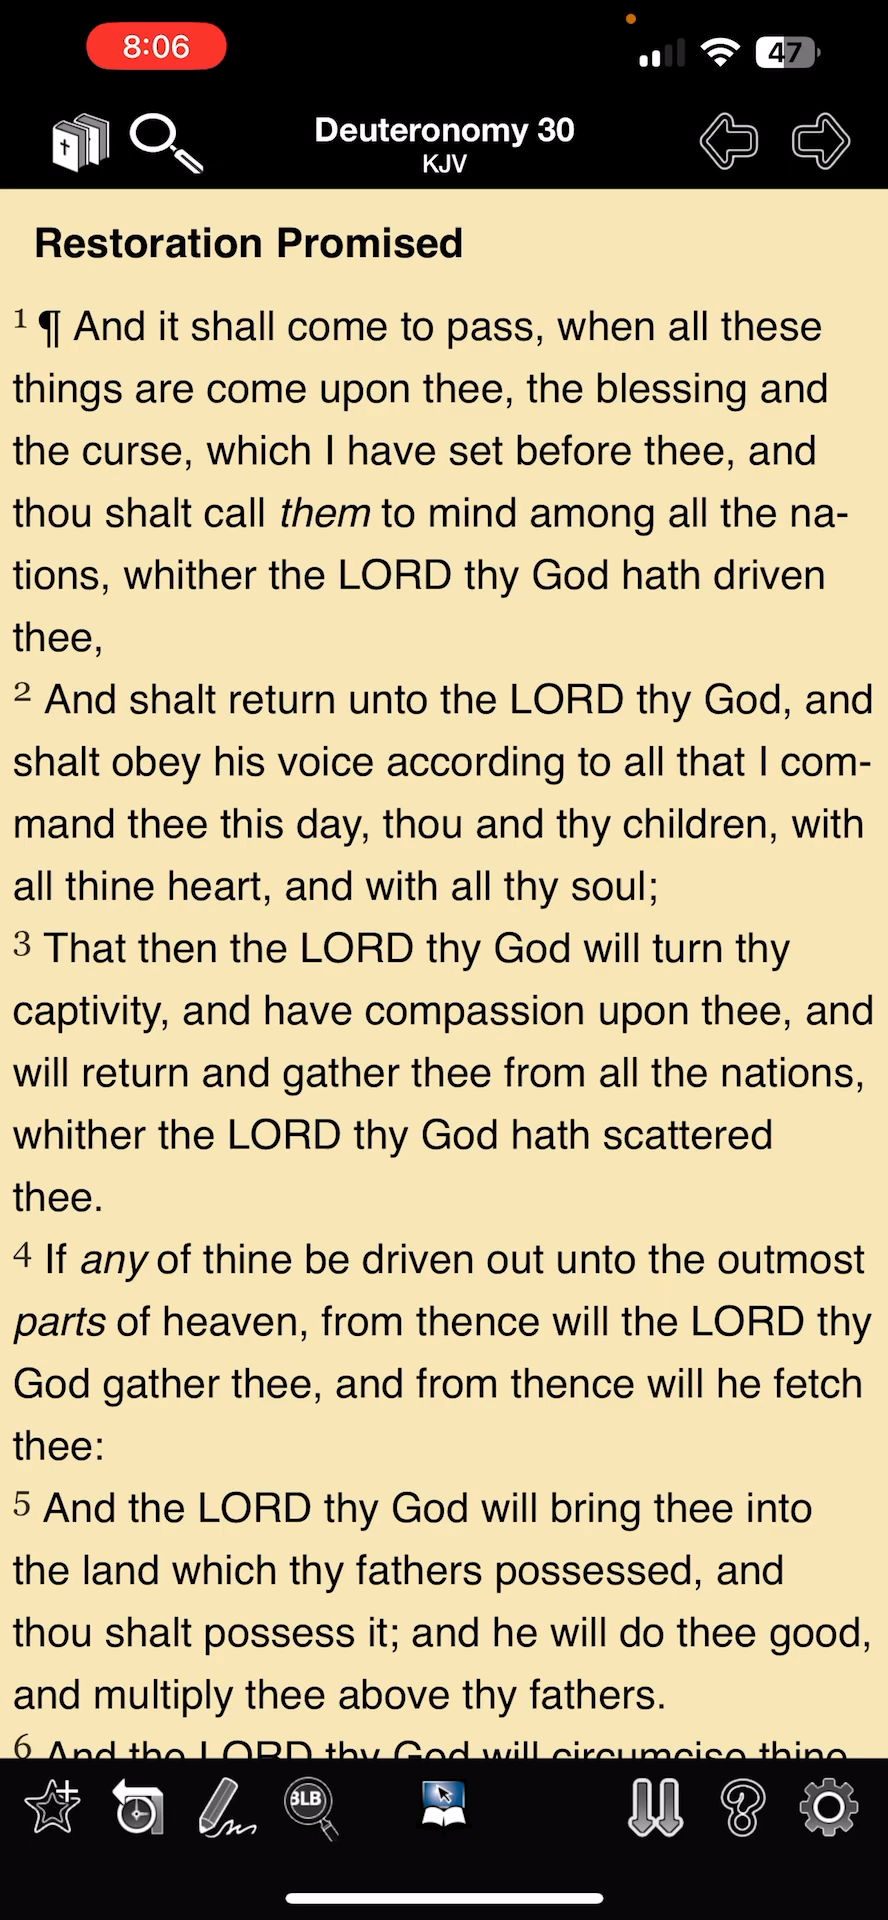 8:06
47
Deuteronomy 30
KJV
Restoration Promised
1 ¶ And it shall come to pass, when all these
things are come upon thee, the blessing and
the curse, which I have set before thee, and
thou shalt call them to mind among all the na-
tions, whither the LORD thy God hath driven
thee,
2 And shalt return unto the LORD thy God, and
shalt obey his voice according to all that I com-
mand thee this day, thou and thy children, with
all thine heart, and with all thy soul;
3 That then the LORD thy God will turn thy
captivity, and have compassion upon thee, and
will return and gather thee from all the nations,
whither the LORD thy God hath scattered
thee.
4 If any of thine be driven out unto the outmost
parts of heaven, from thence will the LORD thy
God gather thee, and from thence will he fetch
thee:
5 And the LORD thy God will bring thee into
the land which thy fathers possessed, and
thou shalt possess it; and he will do thee good,
and multiply thee above thy fathers.
6 And the LORD thy God will circumcise thine
BLB